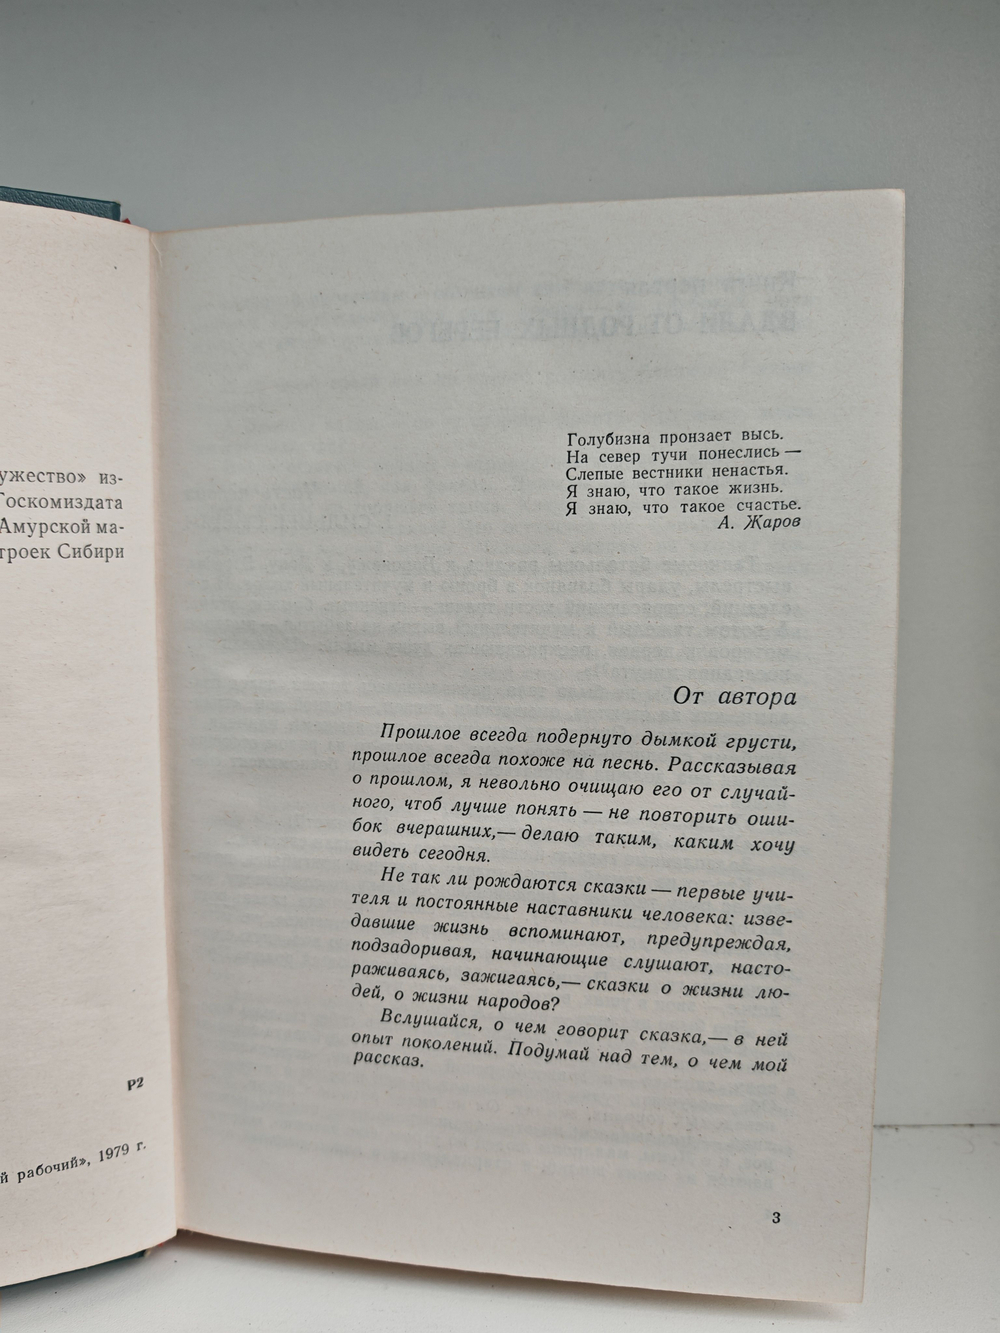 ужество» из-
Госкомиздата
Амурской ма-
троек Сибири
Р2
й рабочий», 1979 г.
Голубизна пронзает высь.
На север тучи понеслись —
Слепые вестники ненастья.
Я знаю, что такое жизнь.
Я знаю, что такое счастье.
А. Жаров
От автора
Прошлое всегда подернуто дымкой грусти,
прошлое всегда похоже на песнь. Рассказывая
о прошлом, я невольно очищаю его от случай-
ного, чтоб лучше понять — не повторить оши-
бок вчерашних,— делаю таким, каким хочу
видеть сегодня.
Не так ли рождаются сказки — первые учи-
теля и постоянные наставники человека: изве-
давшие жизнь вспоминают, предупреждая,
подзадоривая, начинающие слушают, насто-
раживаясь, зажигаясь,— сказки о жизни лю-
дей, о жизни народов?
Вслушайся, о чем говорит сказка,— в ней
опыт поколений. Подумай над тем, о чем мой
рассказ.
3